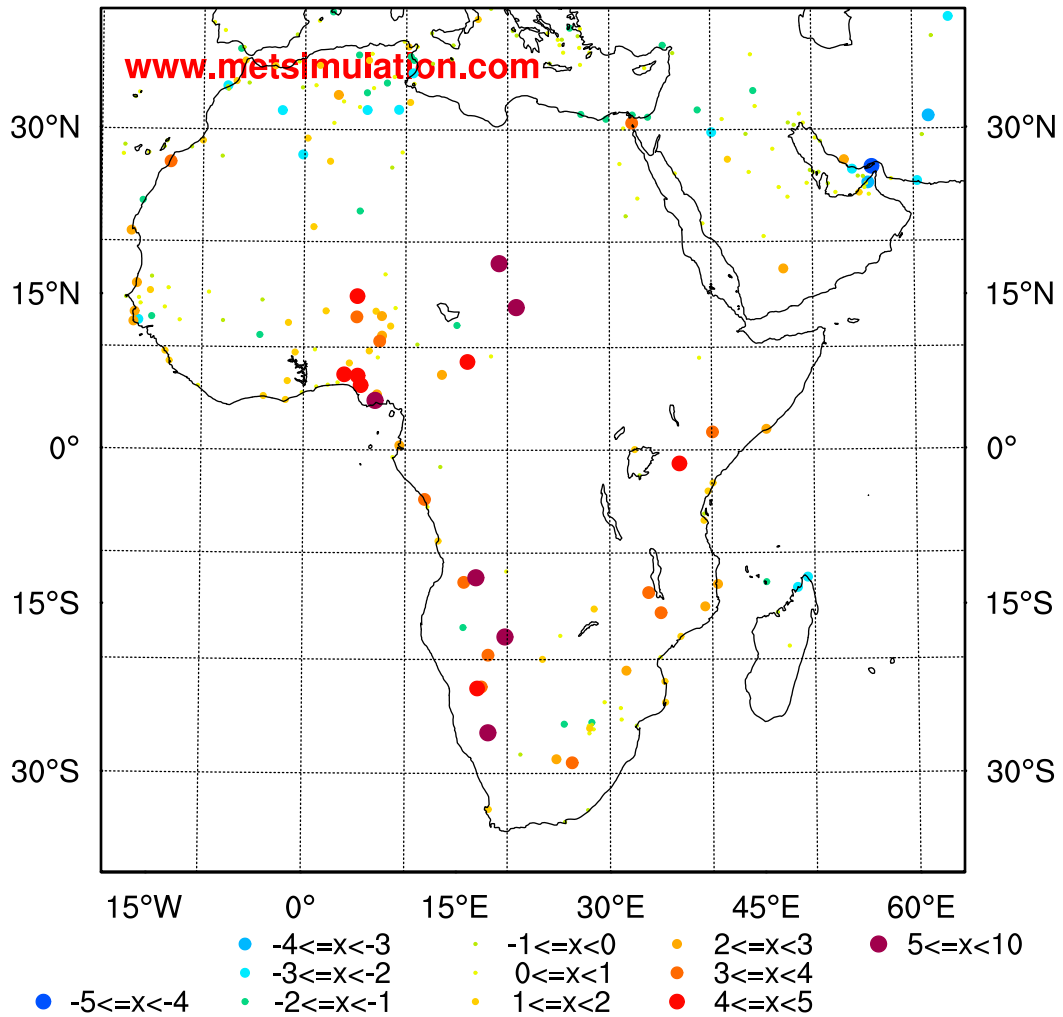 www.metsimulation.com
30°N 30°N
15°N 15°N
0° 0°
15°S 15°S
30°S 30°S
15°W 0° 15°E 30°E 45°E 60°E
-4<=x<-3 -1<=x<0 2<=x<3 5<=x<10
-3<=x<-2 0<=x<1 3<=x<4
-5<=x<-4 -2<=x<-1 1<=x<2 4<=x<5